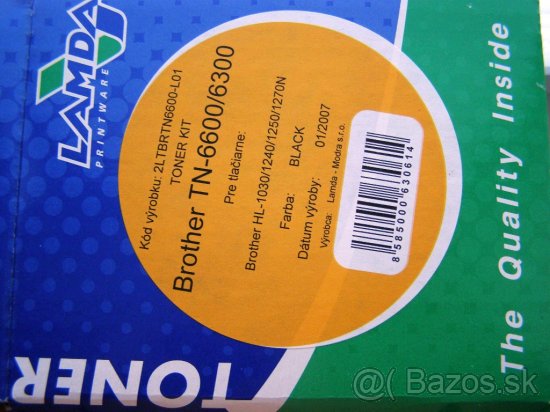 LAMDA
PRINTWARE
Kód výrobku: 2LTBRTN6600-L01
TONER KIT
Brother TN-6600/6300
Pre tlačiarne:
Brother HL-1030/1240/1250/1270N
Farba: BLACK
Dátum výroby: 01/2007
Výrobca: Lamda - Modra s.r.o.
8 585000 630614
TONER
The Quality Inside
@( Bazos.sk